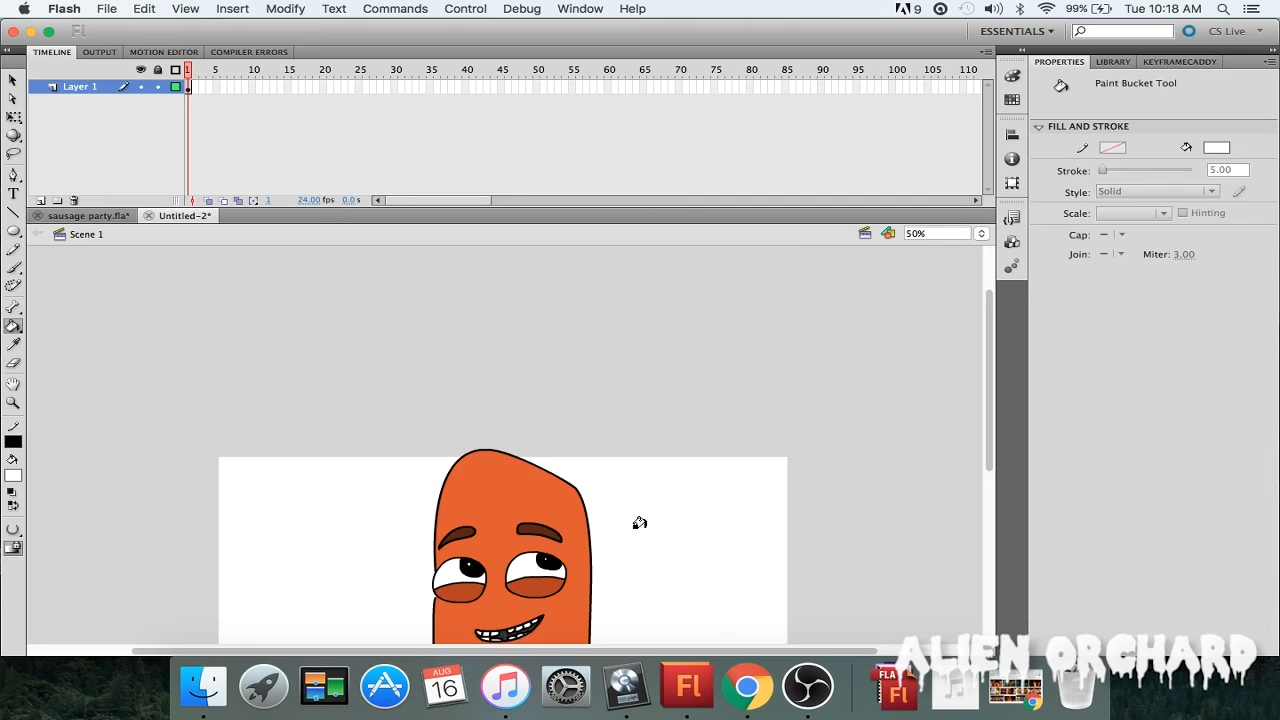 Flash File Edit View Insert Modify Text Commands Control Debug Window Help 9 99% Tue 10:18 AM
Fl ESSENTIALS CS Live
TIMELINE OUTPUT MOTION EDITOR COMPILER ERRORS PROPERTIES LIBRARY KEYFRAMECADDY
1 5 10 15 20 25 30 35 40 45 50 55 60 65 70 75 80 85 90 95 100 105 110
Layer 1
Paint Bucket Tool
FILL AND STROKE
Stroke: 5.00
Style: Solid
1 24.00 fps 0.0 s
sausage party.fla* Untitled-2*
Scale: Hinting
Scene 1 50%
Cap: —
Join: — Miter: 3.00
T
ALIEN ORCHARD
AUG
16
Fl
FLA
Fl